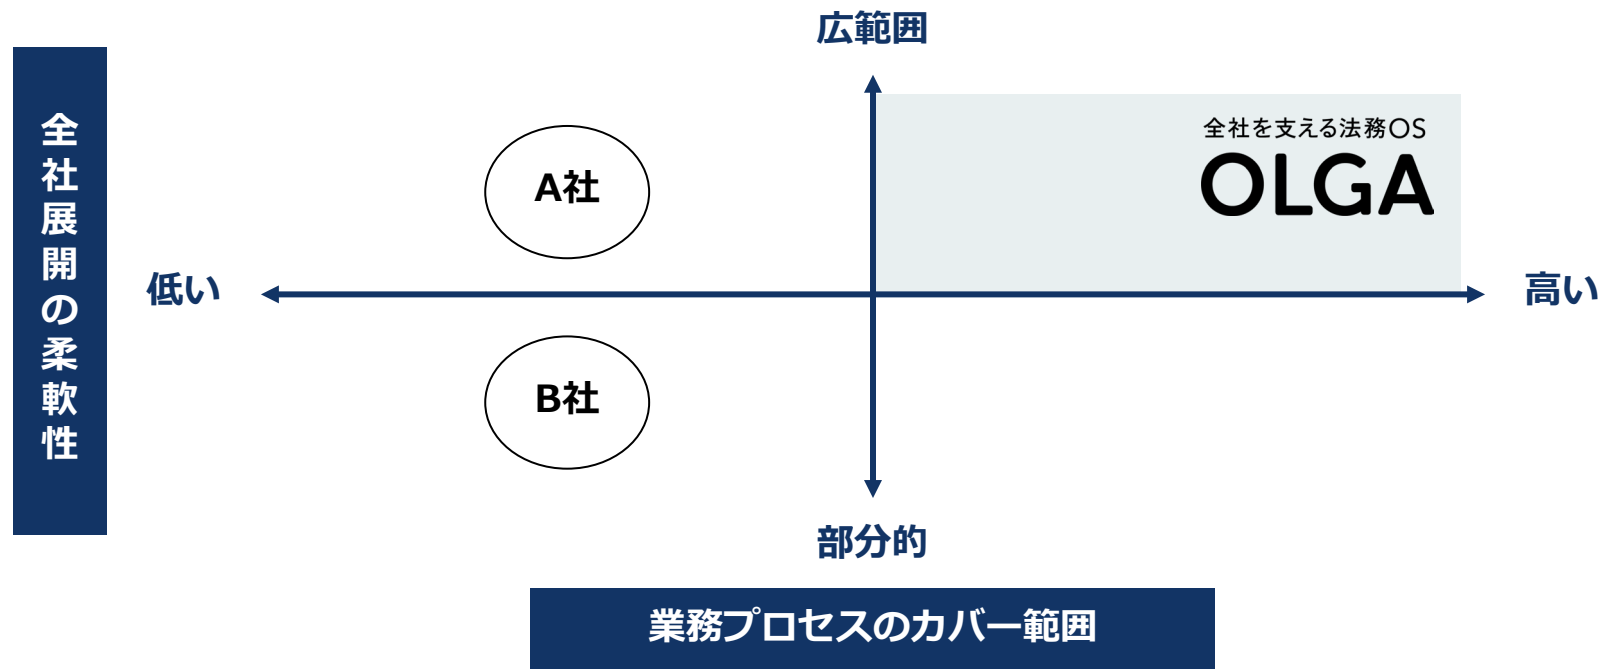 広範囲
全社展開の柔軟性
全社を支える法務OS
OLGA
A社
低い
高い
B社
部分的
業務プロセスのカバー範囲